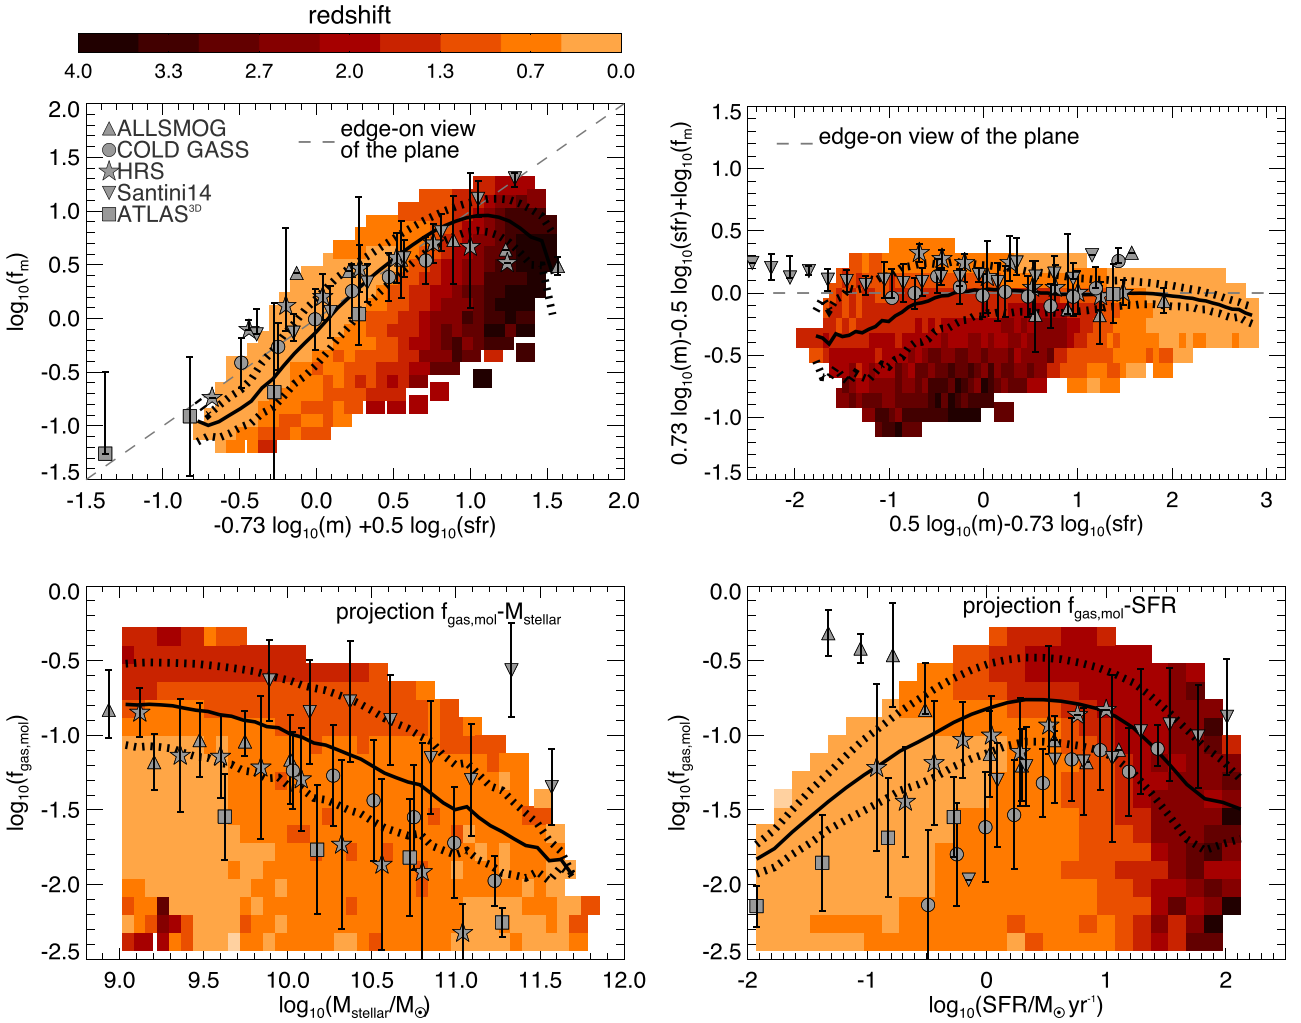 redshift
4.0 3.3 2.7 2.0 1.3 0.7 0.0
2.0
1.5
1.0
0.5
0.0
-0.5
-1.0
-1.5
log10(fm)
ALLSMOG
COLD GASS
HRS
Santini14
ATLAS3D
edge-on view
of the plane
-1.5 -1.0 -0.5 0.0 0.5 1.0 1.5 2.0
-0.73 log10(m) +0.5 log10(sfr)
1.5
1.0
0.5
0.0
-0.5
-1.0
-1.5
0.73 log10(m)-0.5 log10(sfr)+log10(fm)
edge-on view of the plane
-2 -1 0 1 2 3
0.5 log10(m)-0.73 log10(sfr)
0.0
-0.5
-1.0
-1.5
-2.0
-2.5
log10(fgas,mol)
projection fgas,mol-Mstellar
9.0 9.5 10.0 10.5 11.0 11.5 12.0
log10(Mstellar/M⊙)
0.0
-0.5
-1.0
-1.5
-2.0
-2.5
log10(fgas,mol)
projection fgas,mol-SFR
-2 -1 0 1 2
log10(SFR/M⊙ yr-1)